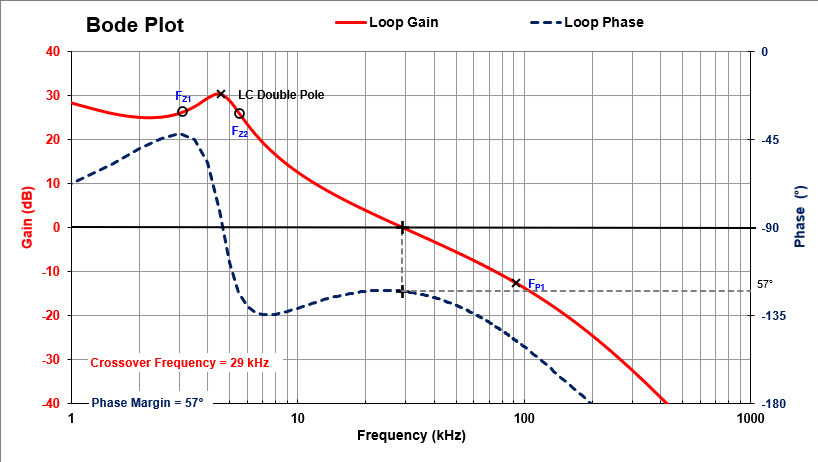 Bode Plot
Loop Gain
Loop Phase
40
30
20
10
0
-10
-20
-30
-40
Gain (dB)
0
-45
-90
-135
-180
Phase (°)
57°
FZ1
LC Double Pole
FZ2
FP1
Crossover Frequency = 29 kHz
Phase Margin = 57°
1
10
100
1000
Frequency (kHz)